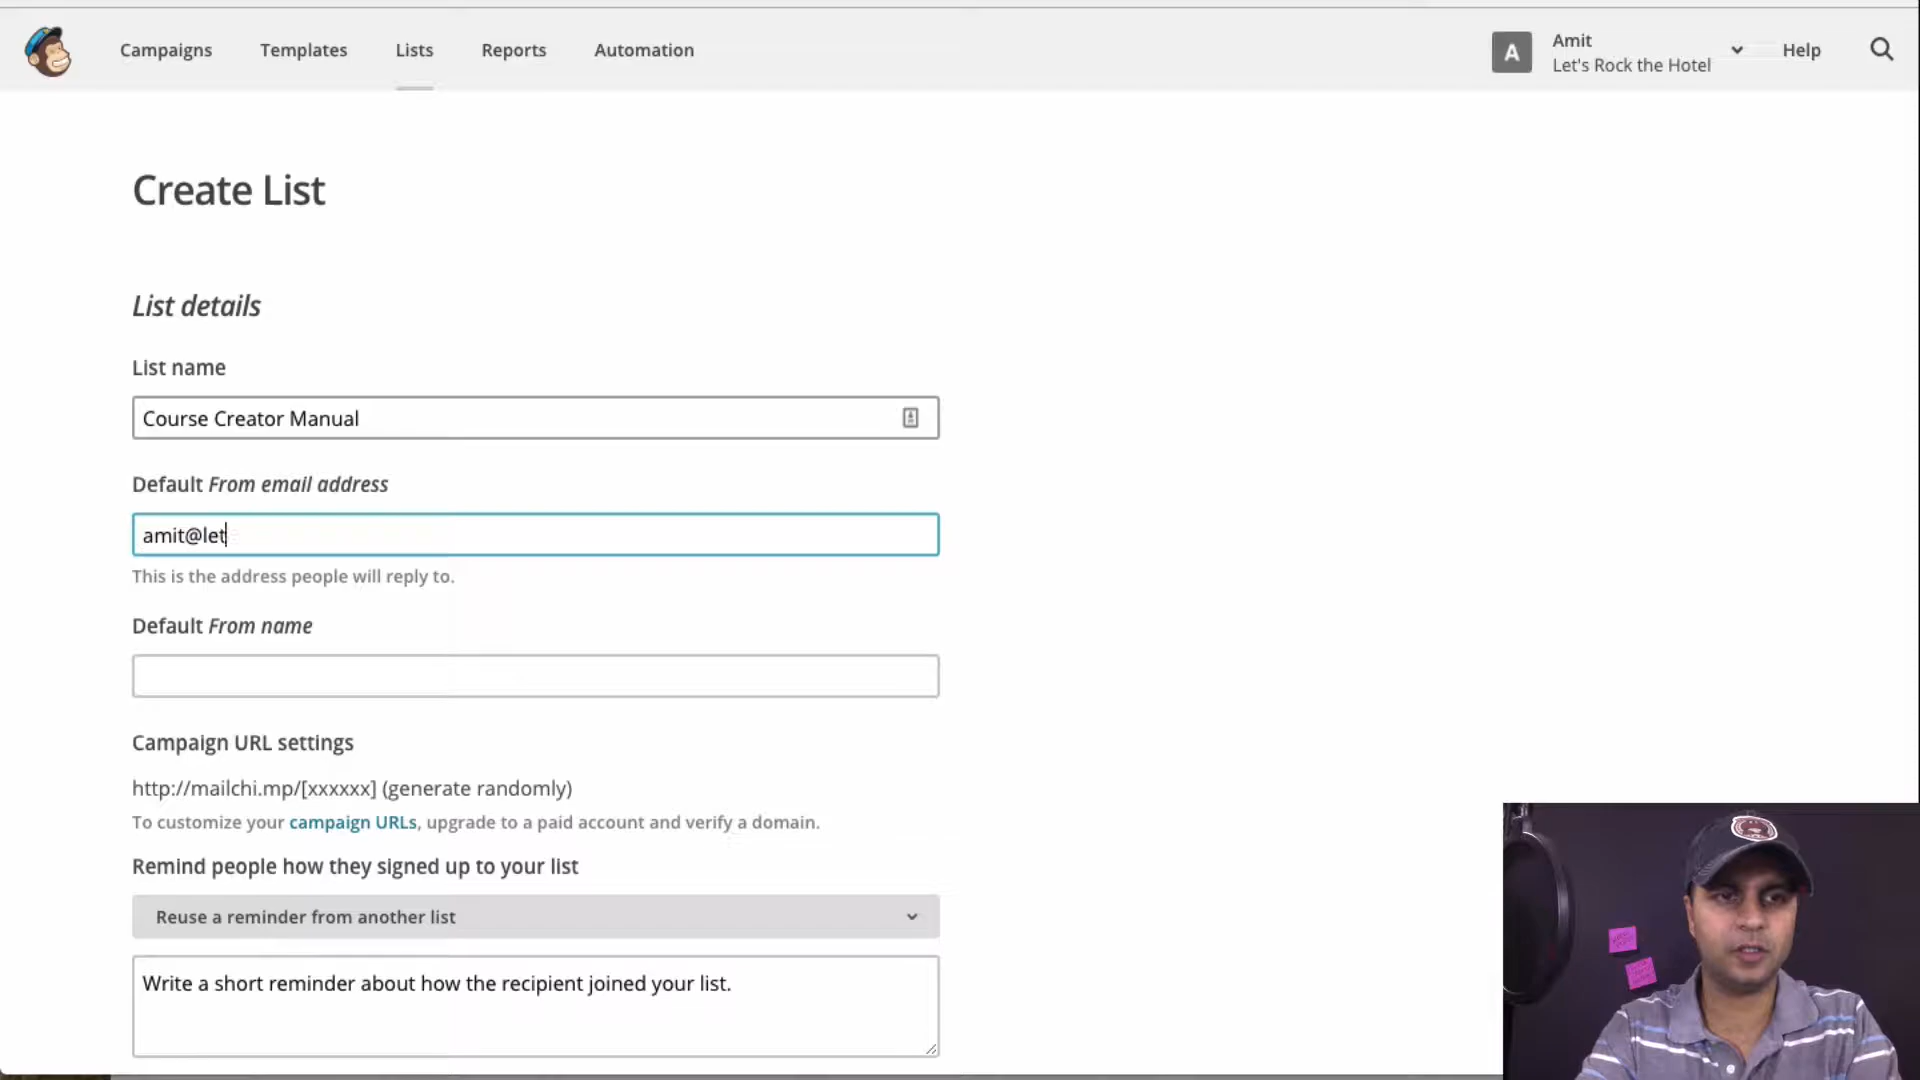 Campaigns Templates Lists Reports Automation A Amit Help
Let's Rock the Hotel
Create List
List details
List name
Course Creator Manual
Default From email address
amit@let
This is the address people will reply to.
Default From name
Campaign URL settings
http://mailchi.mp/[xxxxxx] (generate randomly)
To customize your campaign URLs, upgrade to a paid account and verify a domain.
Remind people how they signed up to your list
Reuse a reminder from another list
Write a short reminder about how the recipient joined your list.